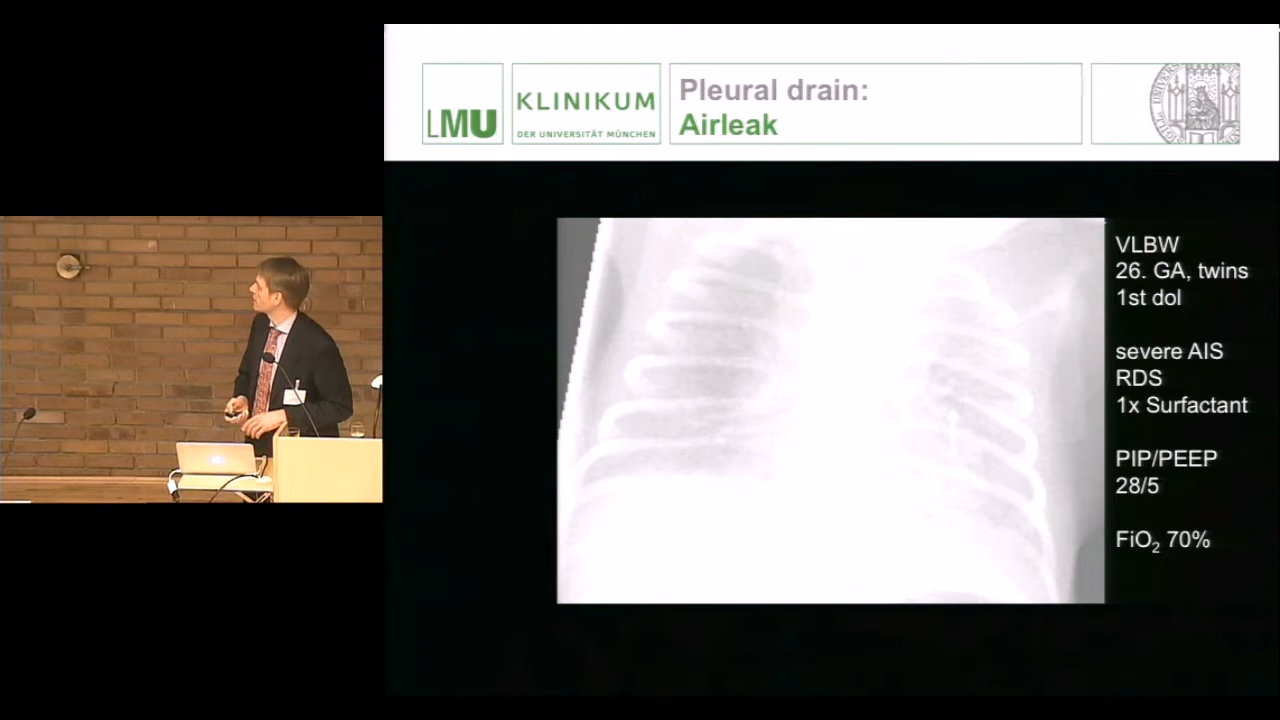 LMU
KLINIKUM
DER UNIVERSITÄT MÜNCHEN
Pleural drain:
Airleak
VLBW
26. GA, twins
1st dol
severe AIS
RDS
1x Surfactant
PIP/PEEP
28/5
FiO₂ 70%